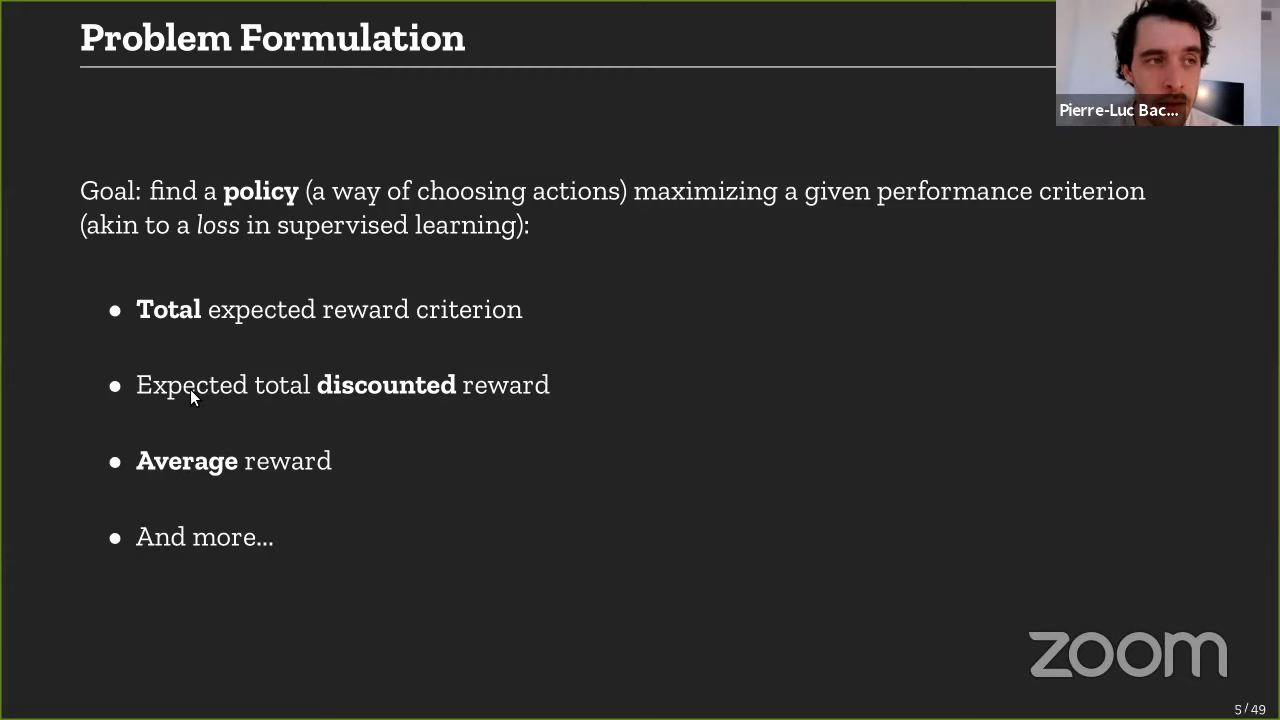 Problem Formulation
Pierre-Luc Bac...
Goal: find a policy (a way of choosing actions) maximizing a given performance criterion
(akin to a loss in supervised learning):
● Total expected reward criterion
● Expected total discounted reward
● Average reward
● And more...
zoom
5 / 49